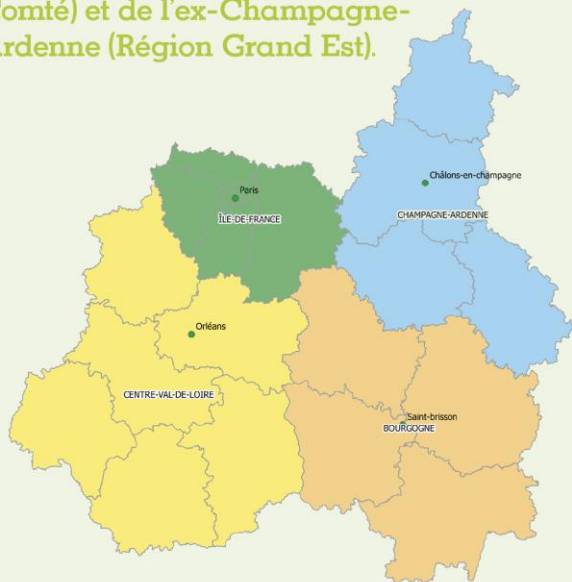 omté) et de l'ex-Champagne-
rdenne (Région Grand Est).
Châlons-en-champagne
Paris
CHAMPAGNE-ARDENNE
ÎLE-DE-FRANCE
Orléans
CENTRE-VAL-DE-LOIRE
Saint-brisson
BOURGOGNE